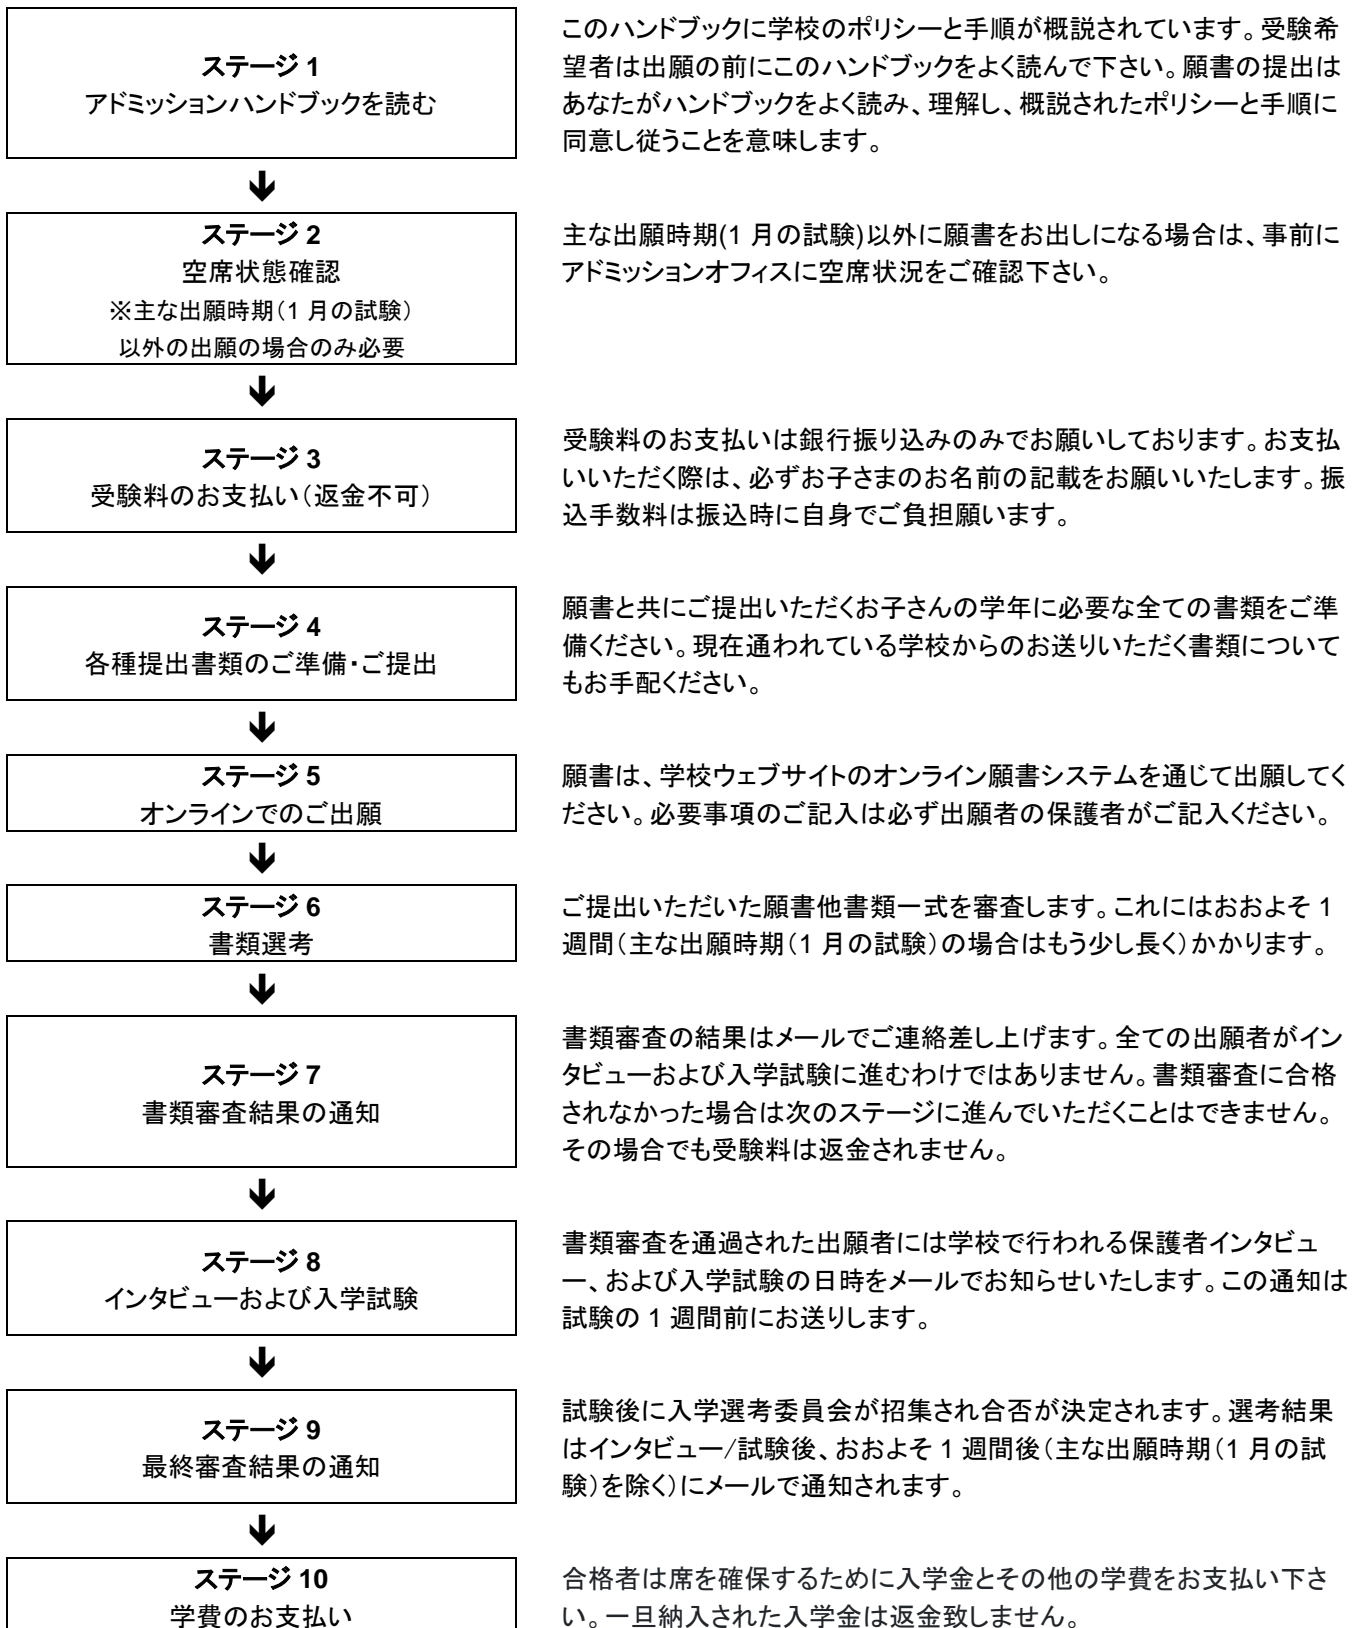 ステージ 1
アドミッションハンドブックを読む
このハンドブックに学校のポリシーと手順が概説されています。受験希
望者は出願の前にこのハンドブックをよく読んで下さい。願書の提出は
あなたがハンドブックをよく読み、理解し、概説されたポリシーと手順に
同意し従うことを意味します。
ステージ 2
空席状態確認
※主な出願時期（1 月の試験）
以外の出願の場合のみ必要
主な出願時期(1 月の試験)以外に願書をお出しになる場合は、事前に
アドミッションオフィスに空席状況をご確認下さい。
ステージ 3
受験料のお支払い（返金不可）
受験料のお支払いは銀行振り込みのみでお願いしております。お支払
いいただく際は、必ずお子さまのお名前の記載をお願いいたします。振
込手数料は振込時に自身でご負担願います。
ステージ 4
各種提出書類のご準備・ご提出
願書と共にご提出いただくお子さんの学年に必要な全ての書類をご準
備ください。現在通われている学校からのお送りいただく書類について
もお手配ください。
ステージ 5
オンラインでのご出願
願書は、学校ウェブサイトのオンライン願書システムを通じて出願してく
ださい。必要事項のご記入は必ず出願者の保護者がご記入ください。
ステージ 6
書類選考
ご提出いただいた願書他書類一式を審査します。これにはおおよそ 1
週間（主な出願時期（1 月の試験）の場合はもう少し長く）かかります。
ステージ 7
書類審査結果の通知
書類審査の結果はメールでご連絡差し上げます。全ての出願者がイン
タビューおよび入学試験に進むわけではありません。書類審査に合格
されなかった場合は次のステージに進んでいただくことはできません。
その場合でも受験料は返金されません。
ステージ 8
インタビューおよび入学試験
書類審査を通過された出願者には学校で行われる保護者インタビュ
ー、および入学試験の日時をメールでお知らせいたします。この通知は
試験の 1 週間前にお送りします。
ステージ 9
最終審査結果の通知
試験後に入学選考委員会が招集され合否が決定されます。選考結果
はインタビュー/試験後、おおよそ 1 週間後（主な出願時期（1 月の試
験）を除く）にメールで通知されます。
ステージ 10
学費のお支払い
合格者は席を確保するために入学金とその他の学費をお支払い下さ
い。一旦納入された入学金は返金致しません。